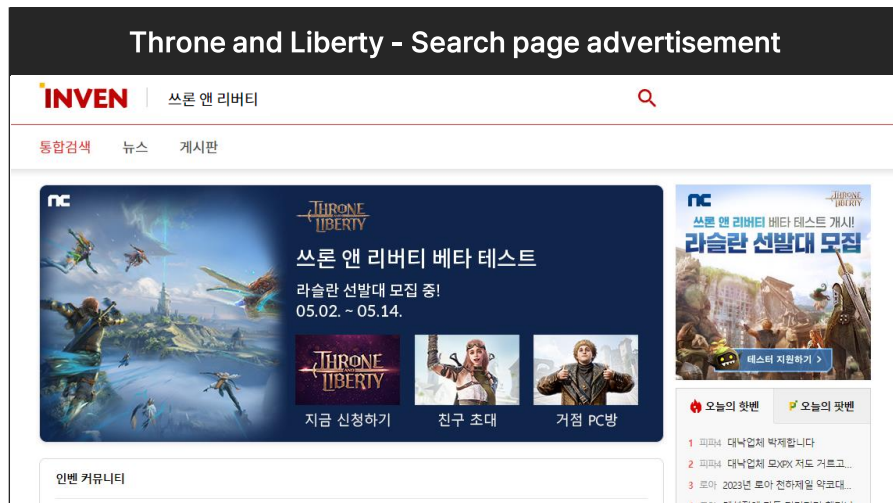 Throne and Liberty - Search page advertisement
INVEN
쓰론 앤 리버티
통합검색 뉴스 게시판
nc
THRONE AND LIBERTY
쓰론 앤 리버티 베타 테스트
라슬란 선발대 모집 중!
05.02. ~ 05.14.
THRONE AND LIBERTY
지금 신청하기 친구 초대 거점 PC방
nc
THRONE AND LIBERTY
쓰론 앤 리버티 베타 테스트 개시!
라슬란 선발대 모집
테스터 지원하기 >
오늘의 핫벤 오늘의 팟벤
1 피파4 대낙업체 박제합니다
2 피파4 대낙업체 모XPX 저도 거르고...
3 로아 2023년 로아 천하제일 약코대...
인벤 커뮤니티